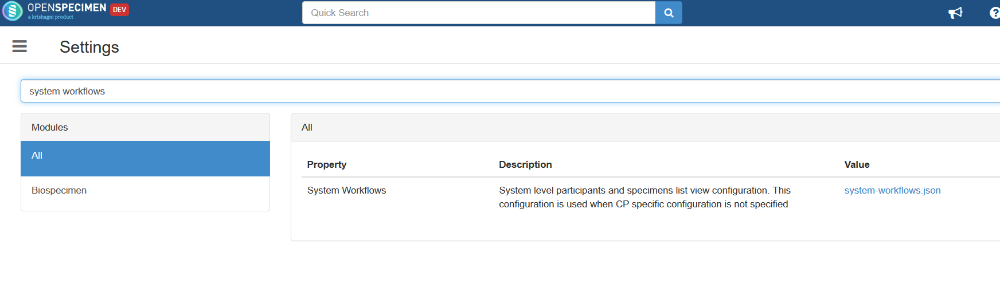 OPENSPECIMEN DEV
a krishagni product
Quick Search
Settings
system workflows
Modules
All
Biospecimen
All
Property Description Value
System Workflows System level participants and specimens list view configuration. This system-workflows.json
configuration is used when CP specific configuration is not specified